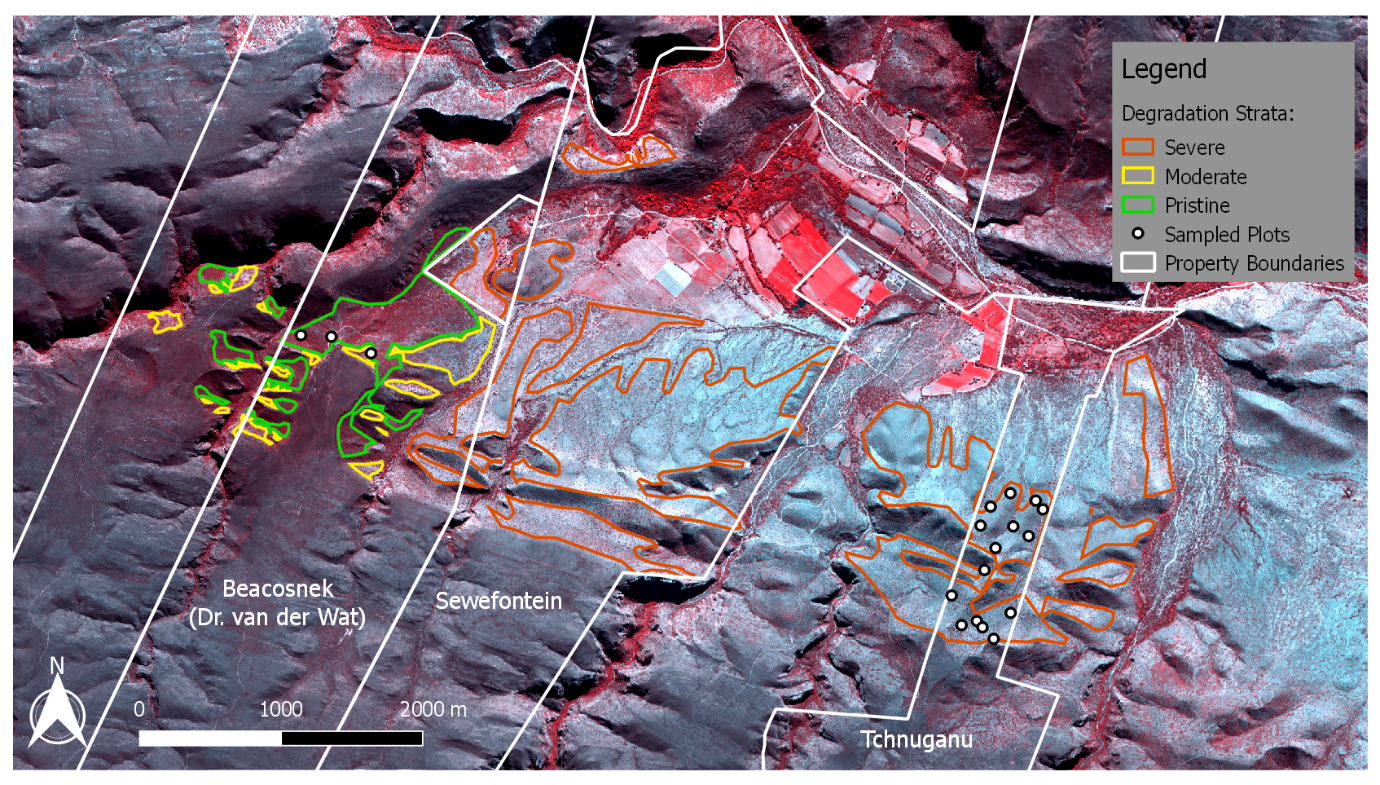 Legend
Degradation Strata:
Severe
Moderate
Pristine
Sampled Plots
Property Boundaries
Beacosnek
(Dr. van der Wat)
Sewefontein
N
0 1000 2000 m
Tchnuganu